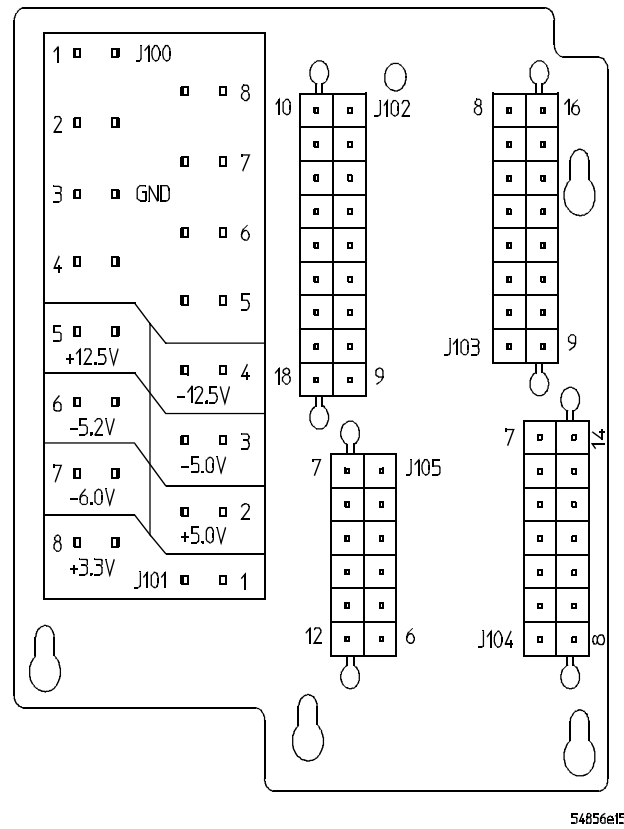 1 J100
8
10 J102
8 16
2
7
3 GND
6
4
5
5
+12.5V
J103 9
4
-12.5V
18 9
6
-5.2V
3
-5.0V
7 14
7 J105
7
-6.0V
2
+5.0V
8
+3.3V
J101 1
12 6
J104 8
54856e15